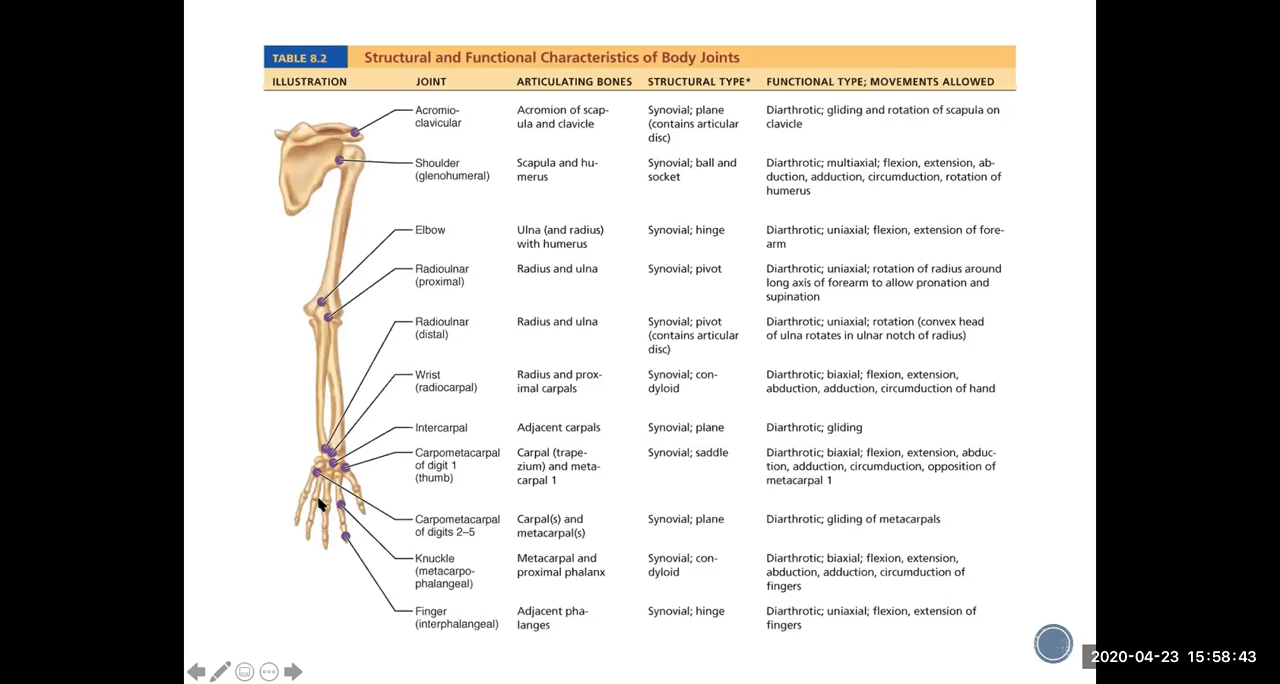 TABLE 8.2 Structural and Functional Characteristics of Body Joints
ILLUSTRATION JOINT ARTICULATING BONES STRUCTURAL TYPE* FUNCTIONAL TYPE; MOVEMENTS ALLOWED
Acromio- Acromion of scap- Synovial; plane Diarthrotic; gliding and rotation of scapula on
clavicular ula and clavicle (contains articular clavicle
disc)
Shoulder Scapula and hu- Synovial; ball and Diarthrotic; multiaxial; flexion, extension, ab-
(glenohumeral) merus socket duction, adduction, circumduction, rotation of
humerus
Elbow Ulna (and radius) Synovial; hinge Diarthrotic; uniaxial; flexion, extension of fore-
with humerus arm
Radioulnar Radius and ulna Synovial; pivot Diarthrotic; uniaxial; rotation of radius around
(proximal) long axis of forearm to allow pronation and
supination
Radioulnar Radius and ulna Synovial; pivot Diarthrotic; uniaxial; rotation (convex head
(distal) (contains articular of ulna rotates in ulnar notch of radius)
disc)
Wrist Radius and prox- Synovial; con- Diarthrotic; biaxial; flexion, extension,
(radiocarpal) imal carpals dyloid abduction, adduction, circumduction of hand
Intercarpal Adjacent carpals Synovial; plane Diarthrotic; gliding
Carpometacarpal Carpal (trape- Synovial; saddle Diarthrotic; biaxial; flexion, extension, abduc-
of digit 1 zium) and meta- tion, adduction, circumduction, opposition of
(thumb) carpal 1 metacarpal 1
Carpometacarpal Carpal(s) and Synovial; plane Diarthrotic; gliding of metacarpals
of digits 2–5 metacarpal(s)
Knuckle Metacarpal and Synovial; con- Diarthrotic; biaxial; flexion, extension,
(metacarpo- proximal phalanx dyloid abduction, adduction, circumduction of
phalangeal) fingers
Finger Adjacent pha- Synovial; hinge Diarthrotic; uniaxial; flexion, extension of
(interphalangeal) langes fingers
2020-04-23 15:58:43